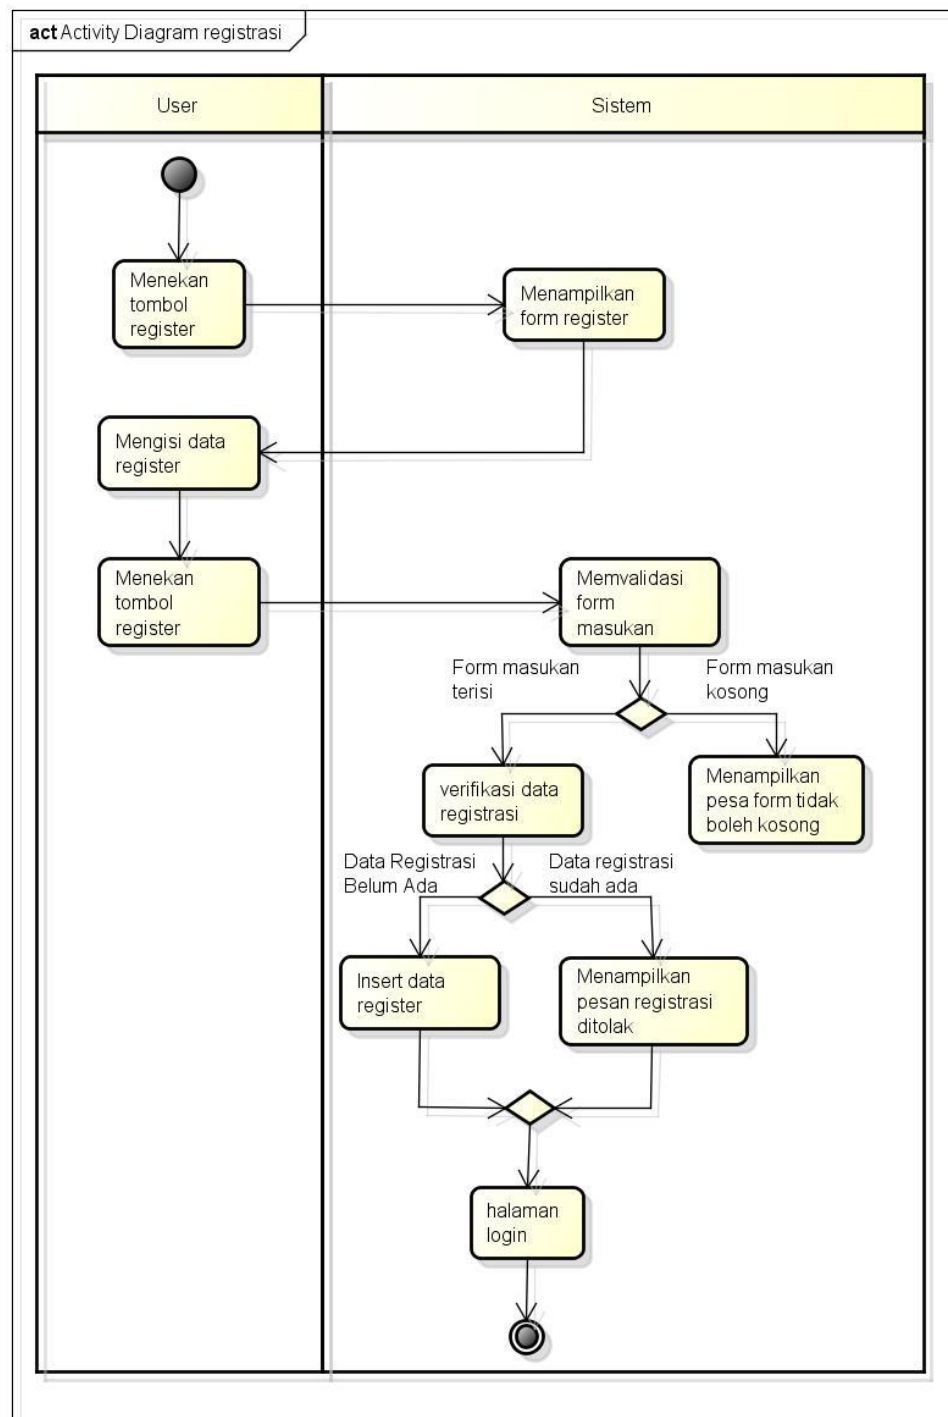 act Activity Diagram registrasi
User
Sistem
Menekan
tombol
register
Menampilkan
form register
Mengisi data
register
Menekan
tombol
register
Memvalidasi
form
masukan
Form masukan
terisi
Form masukan
kosong
verifikasi data
registrasi
Menampilkan
pesa form tidak
boleh kosong
Data Registrasi
Belum Ada
Data registrasi
sudah ada
Insert data
register
Menampilkan
pesan registrasi
ditolak
halaman
login